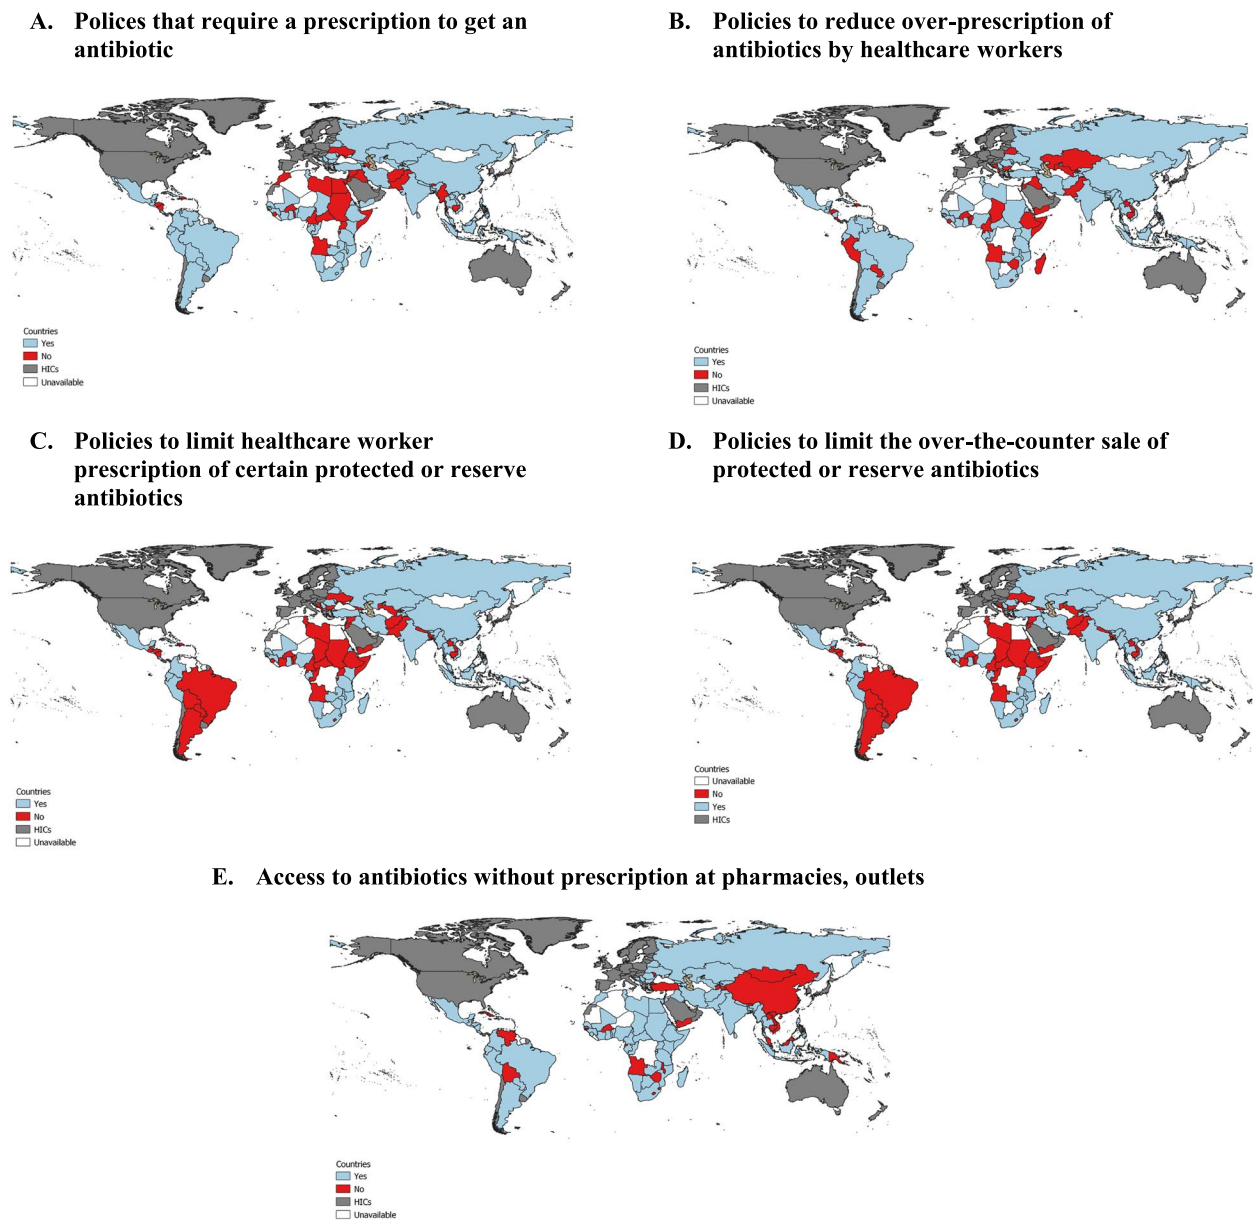 A. Polices that require a prescription to get an
antibiotic
B. Policies to reduce over-prescription of
antibiotics by healthcare workers
Countries
Yes
No
HICs
Unavailable
Countries
Yes
No
HICs
Unavailable
C. Policies to limit healthcare worker
prescription of certain protected or reserve
antibiotics
D. Policies to limit the over-the-counter sale of
protected or reserve antibiotics
Countries
Yes
No
HICs
Unavailable
Countries
Unavailable
No
Yes
HICs
E. Access to antibiotics without prescription at pharmacies, outlets
Countries
Yes
No
HICs
Unavailable